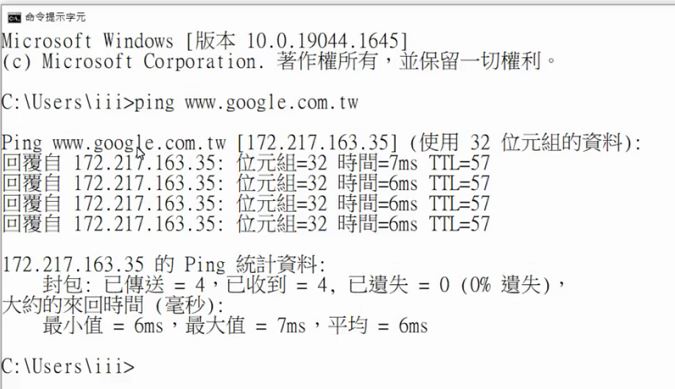 命令提示字元
Microsoft Windows [版本 10.0.19044.1645]
(c) Microsoft Corporation. 著作權所有，並保留一切權利。
C:\Users\iii>ping www.google.com.tw
Ping www.google.com.tw [172.217.163.35] (使用 32 位元組的資料):
回覆自 172.217.163.35: 位元組=32 時間=7ms TTL=57
回覆自 172.217.163.35: 位元組=32 時間=6ms TTL=57
回覆自 172.217.163.35: 位元組=32 時間=6ms TTL=57
回覆自 172.217.163.35: 位元組=32 時間=6ms TTL=57
172.217.163.35 的 Ping 統計資料:
封包: 已傳送 = 4，已收到 = 4, 已遺失 = 0 (0% 遺失)，
大約的來回時間 (毫秒):
最小值 = 6ms，最大值 = 7ms，平均 = 6ms
C:\Users\iii>